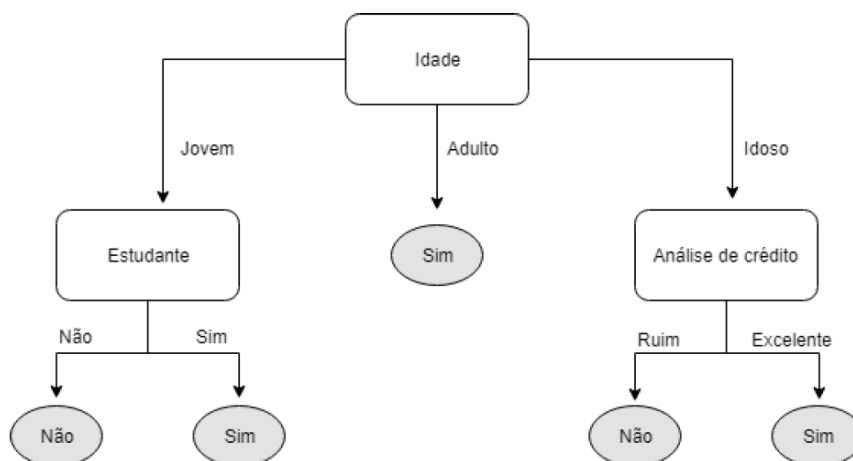 Idade
Jovem
Adulto
Idoso
Estudante
Sim
Análise de crédito
Não
Sim
Ruim
Excelente
Não
Sim
Não
Sim